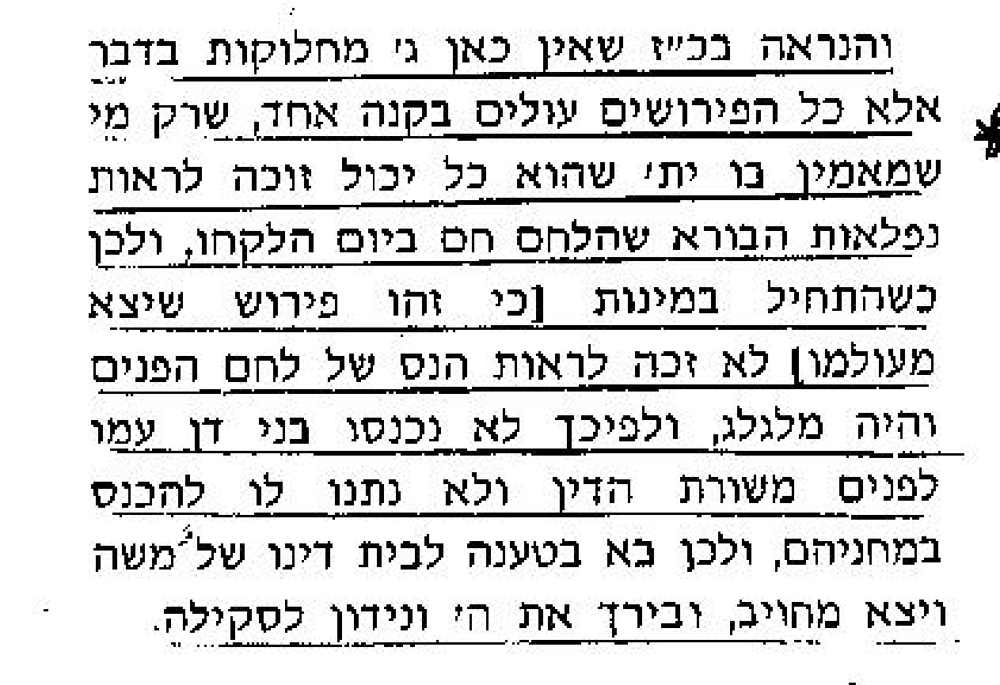 והנראה בכ״ז שאין כאן ג׳ מחלוקות בדבר
אלא כל הפירושים עולים בקנה אחד, שרק מי
שמאמין בו ית׳ שהוא כל יכול זוכה לראות
נפלאות הבורא שהלחם חם ביום הלקחו, ולכן
כשהתחיל במינות [כי זהו פירוש שיצא
מעולמו] לא זכה לראות הנס של לחם הפנים
והיה מלגלג, ולפיכך לא נכנסו בני דן עמו
לפנים משורת הדין ולא נתנו לו להכנס
במחניהם, ולכן בא בטענה לבית דינו של משה
ויצא מחויב, ובירך את ה׳ ונידון לסקילה.